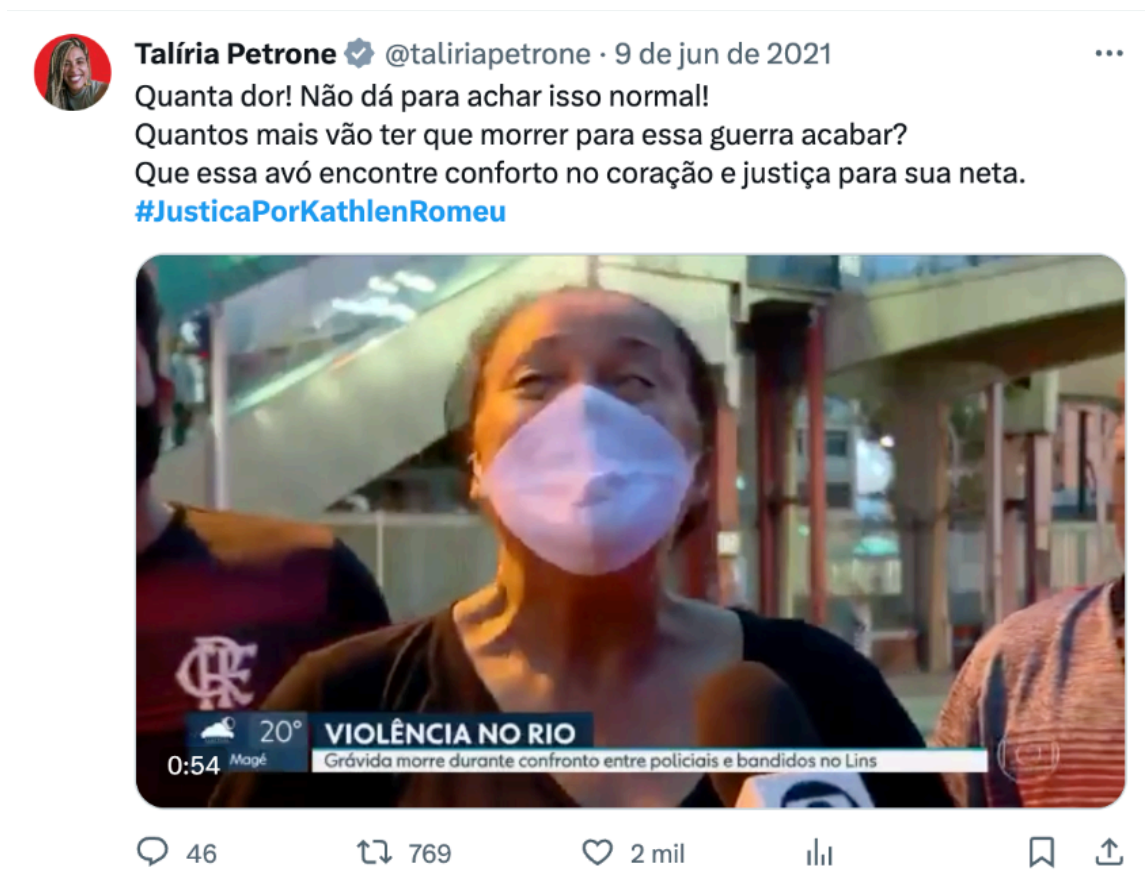 Talíria Petrone @taliriapetrone · 9 de jun de 2021
Quanta dor! Não dá para achar isso normal!
Quantos mais vão ter que morrer para essa guerra acabar?
Que essa avó encontre conforto no coração e justiça para sua neta.
#JusticaPorKathlenRomeu
CRF
20° VIOLÊNCIA NO RIO
0:54 Magé Grávida morre durante confronto entre policiais e bandidos no Lins
46 769 2 mil